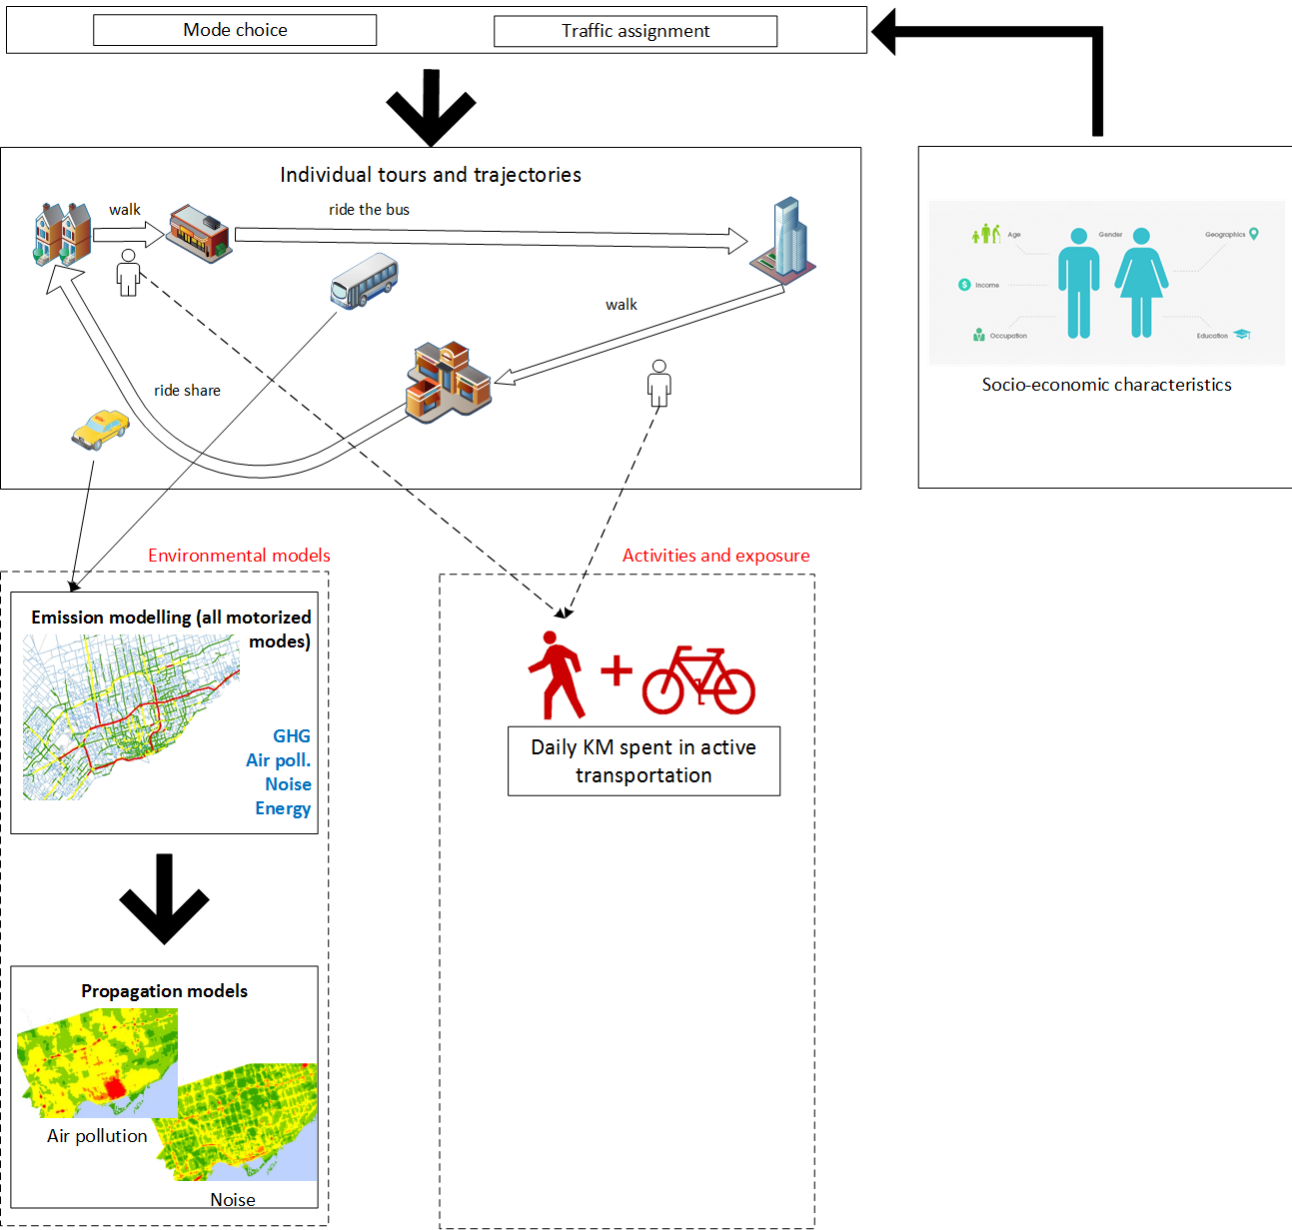 Mode choice
Traffic assignment
Individual tours and trajectories
walk
ride the bus
walk
ride share
Age
Gender
Geographics
Income
Occupation
Education
Socio-economic characteristics
Environmental models
Activities and exposure
Emission modelling (all motorized
modes)
GHG
Air poll.
Noise
Energy
Daily KM spent in active
transportation
Propagation models
Air pollution
Noise